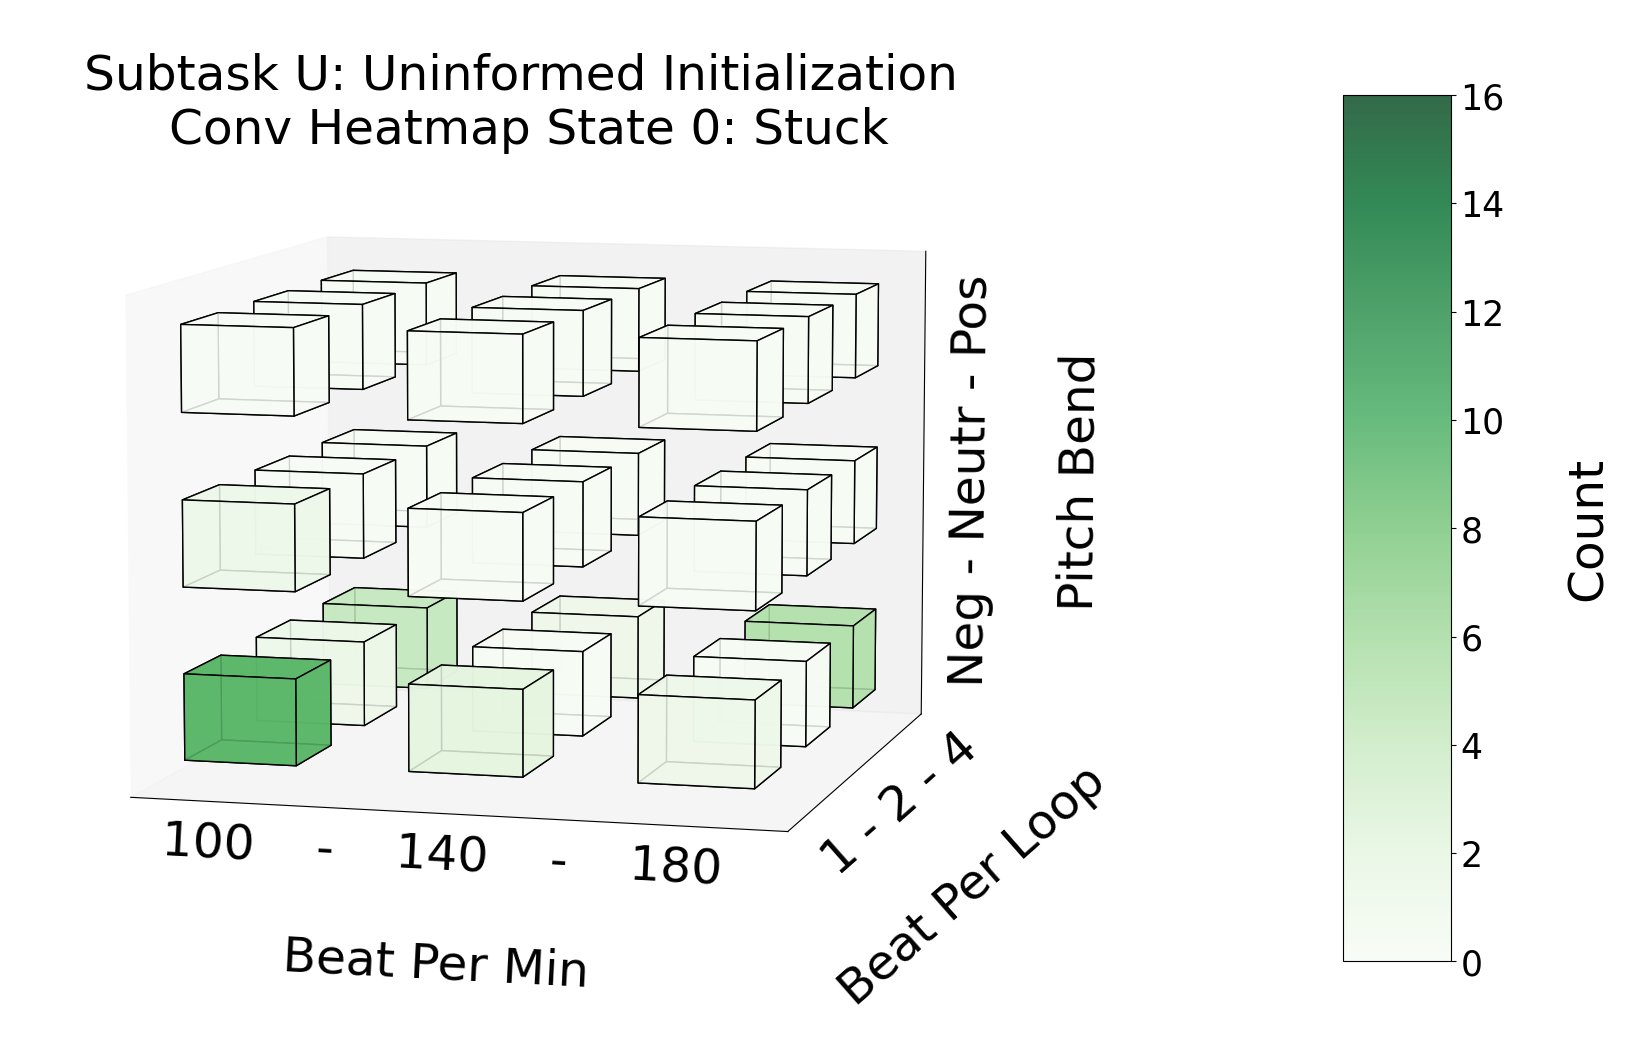 Subtask U: Uninformed Initialization
Conv Heatmap State 0: Stuck
Neg - Neutr - Pos
Pitch Bend
1 - 2 - 4
Beat Per Loop
100 - 140 - 180
Beat Per Min
16
14
12
10
8
6
4
2
0
Count